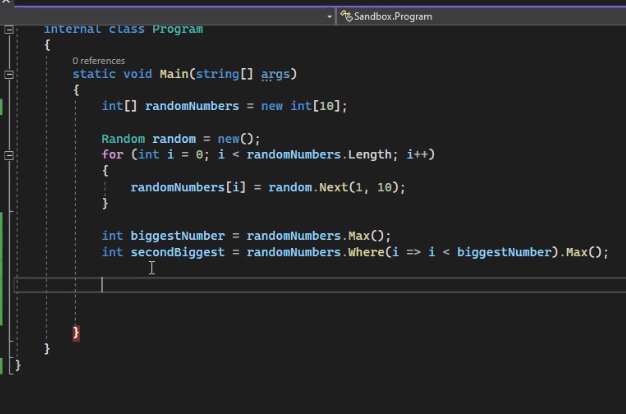 Sandbox.Program
internal class Program
{
0 references
static void Main(string[] args)
{
int[] randomNumbers = new int[10];
Random random = new();
for (int i = 0; i < randomNumbers.Length; i++)
{
randomNumbers[i] = random.Next(1, 10);
}
int biggestNumber = randomNumbers.Max();
int secondBiggest = randomNumbers.Where(i => i < biggestNumber).Max();
}
}
}